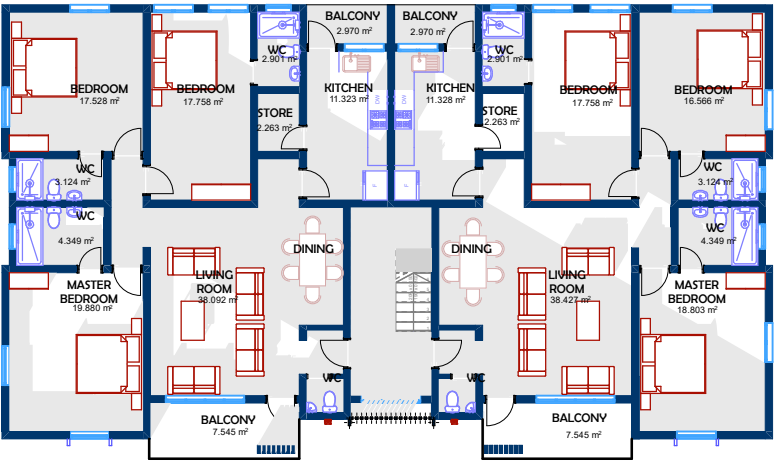 BALCONY
2.970 m²
BALCONY
2.970 m²
WC
2.901 m²
WC
2.901 m²
BEDROOM
17.528 m²
BEDROOM
17.758 m²
KITCHEN
11.323 m²
KITCHEN
11.328 m²
BEDROOM
17.758 m²
BEDROOM
16.566 m²
DW
DW
STORE
2.263 m²
STORE
2.263 m²
WC
3.124 m²
WC
3.124 m²
F
F
WC
4.349 m²
WC
4.349 m²
DINING
DINING
LIVING
ROOM
38.092 m²
LIVING
ROOM
38.427 m²
MASTER
BEDROOM
19.880 m²
MASTER
BEDROOM
18.803 m²
WC
WC
BALCONY
7.545 m²
BALCONY
7.545 m²